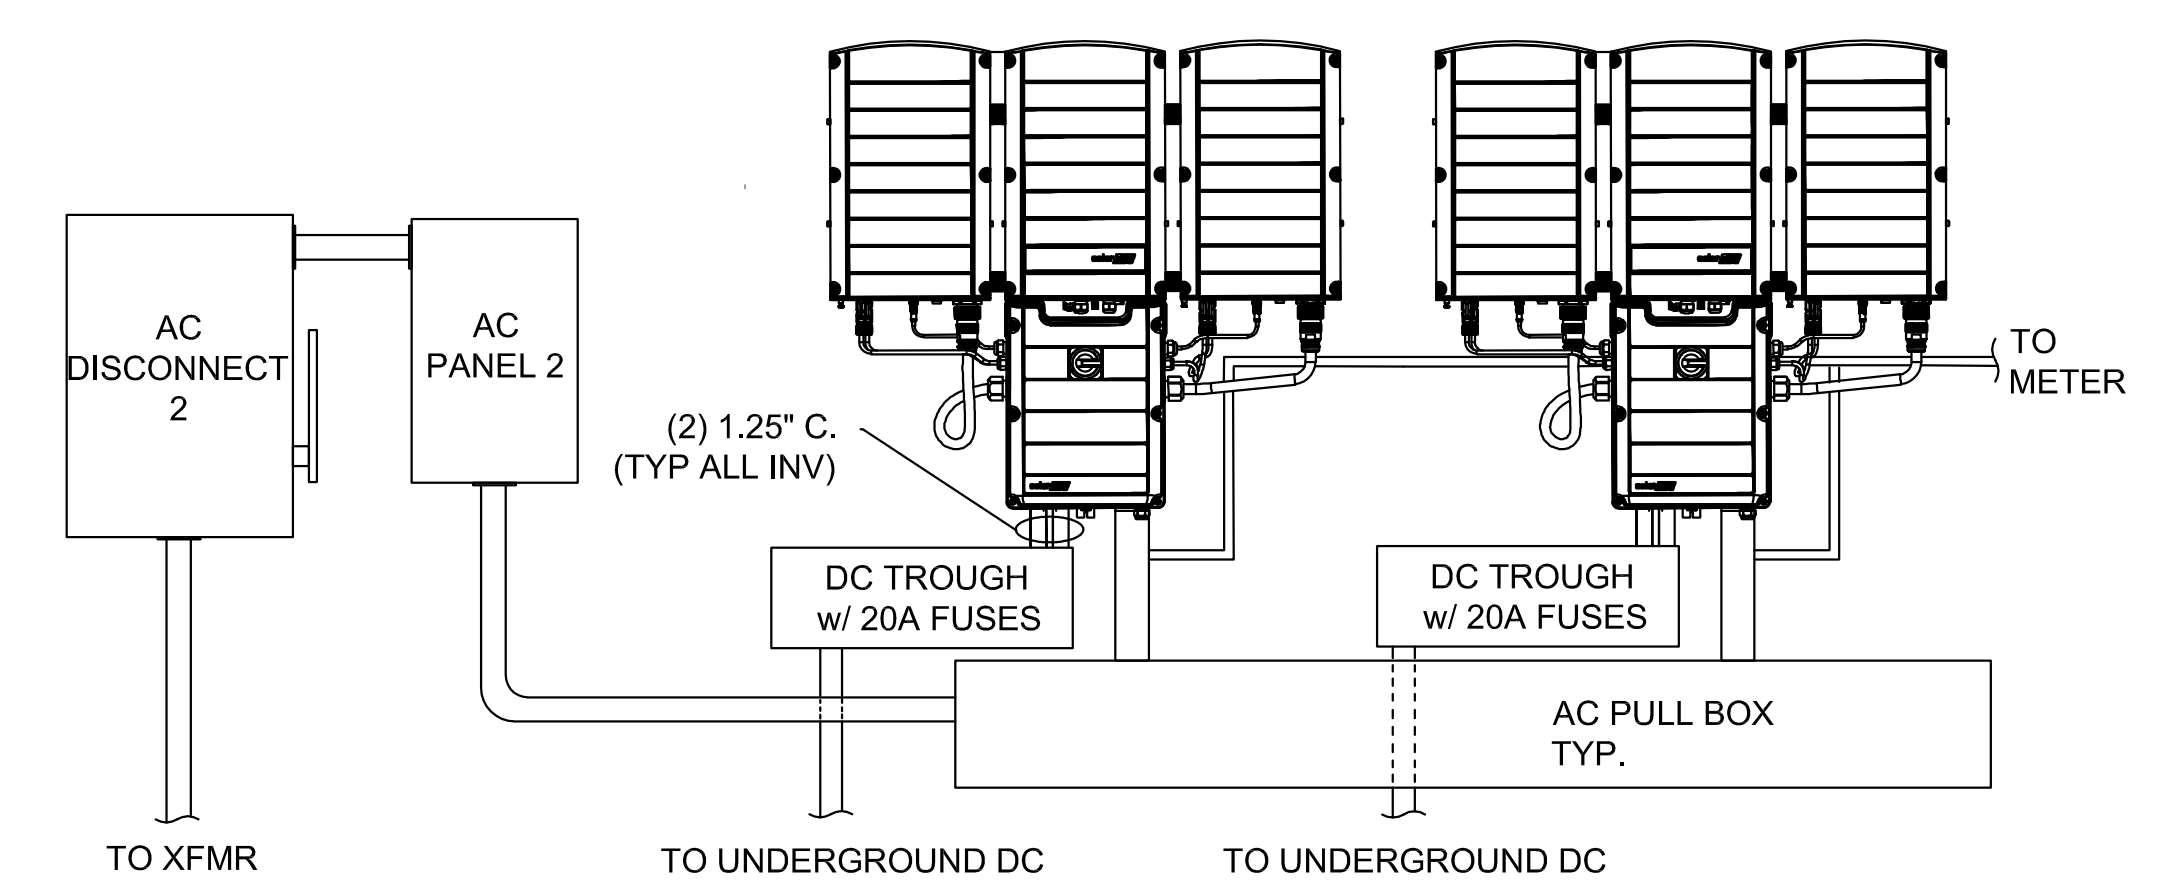 AC
DISCONNECT
2
AC
PANEL 2
(2) 1.25" C.
(TYP ALL INV)
TO
METER
DC TROUGH
w/ 20A FUSES
DC TROUGH
w/ 20A FUSES
AC PULL BOX
TYP.
TO XFMR
TO UNDERGROUND DC
TO UNDERGROUND DC